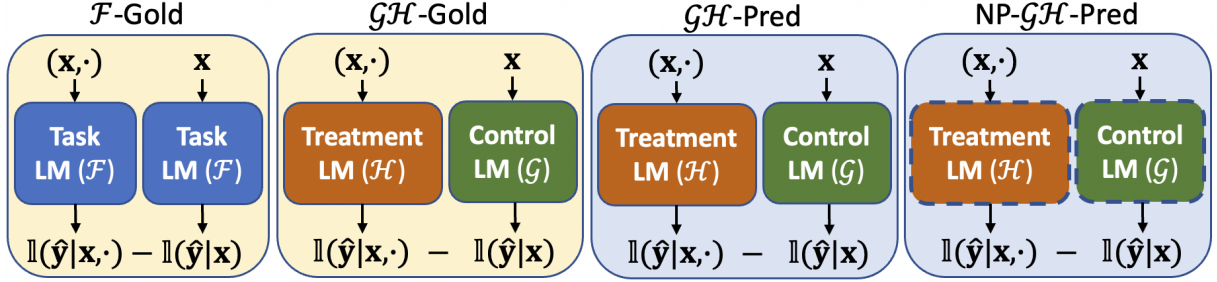 ℱ-Gold
(𝐱,·) 𝐱
Task LM (ℱ) Task LM (ℱ)
𝕀(ŷ|𝐱,·) − 𝕀(ŷ|𝐱)
𝒢ℋ-Gold
(𝐱,·) 𝐱
Treatment LM (ℋ) Control LM (𝒢)
𝕀(ŷ|𝐱,·) − 𝕀(ŷ|𝐱)
𝒢ℋ-Pred
(𝐱,·) 𝐱
Treatment LM (ℋ) Control LM (𝒢)
𝕀(ŷ|𝐱,·) − 𝕀(ŷ|𝐱)
NP-𝒢ℋ-Pred
(𝐱,·) 𝐱
Treatment LM (ℋ) Control LM (𝒢)
𝕀(ŷ|𝐱,·) − 𝕀(ŷ|𝐱)